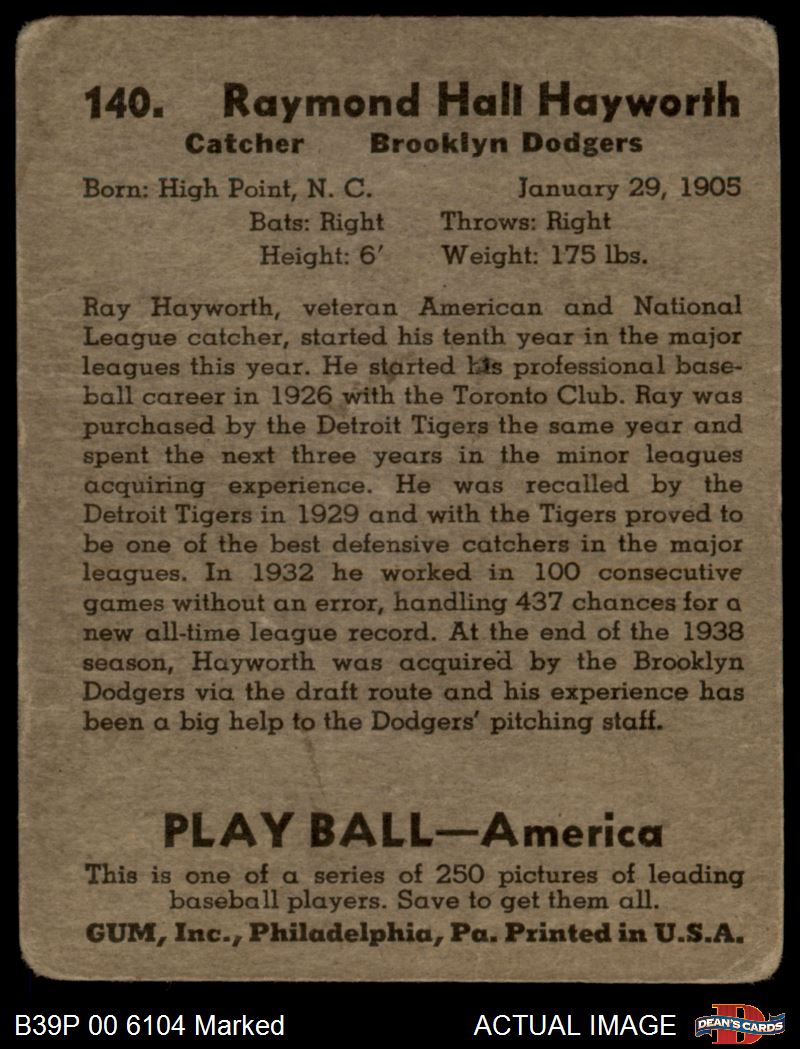 140. Raymond Hall Hayworth
Catcher Brooklyn Dodgers
Born: High Point, N. C. January 29, 1905
Bats: Right Throws: Right
Height: 6′ Weight: 175 lbs.
Ray Hayworth, veteran American and National
League catcher, started his tenth year in the major
leagues this year. He started his professional base-
ball career in 1926 with the Toronto Club. Ray was
purchased by the Detroit Tigers the same year and
spent the next three years in the minor leagues
acquiring experience. He was recalled by the
Detroit Tigers in 1929 and with the Tigers proved to
be one of the best defensive catchers in the major
leagues. In 1932 he worked in 100 consecutive
games without an error, handling 437 chances for a
new all-time league record. At the end of the 1938
season, Hayworth was acquired by the Brooklyn
Dodgers via the draft route and his experience has
been a big help to the Dodgers' pitching staff.
PLAY BALL—America
This is one of a series of 250 pictures of leading
baseball players. Save to get them all.
GUM, Inc., Philadelphia, Pa. Printed in U.S.A.
B39P 00 6104 Marked ACTUAL IMAGE
D
DEAN'S CARDS